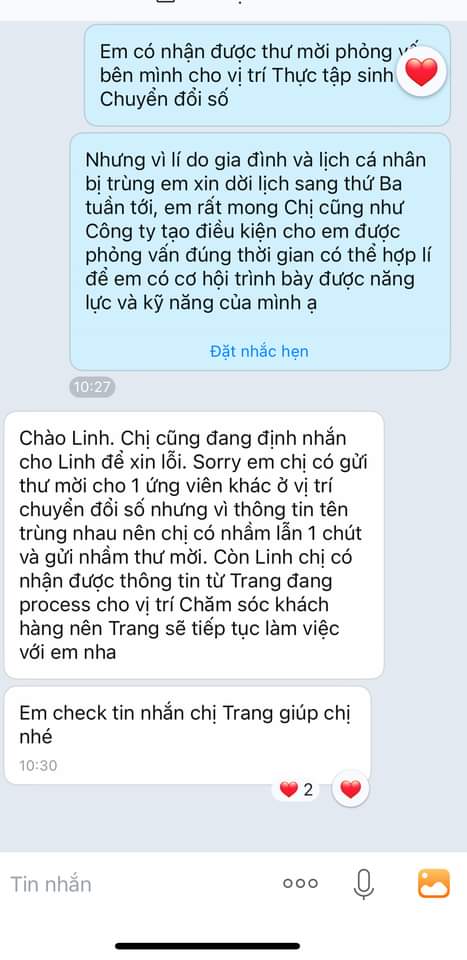 Em có nhận được thư mời phỏng
bên mình cho vị trí Thực tập sinh
Chuyển đổi số
Nhưng vì lí do gia đình và lịch cá nhân
bị trùng em xin dời lịch sang thứ Ba
tuần tới, em rất mong Chị cũng như
Công ty tạo điều kiện cho em được
phỏng vấn đúng thời gian có thể hợp lí
để em có cơ hội trình bày được năng
lực và kỹ năng của mình ạ
Đặt nhắc hẹn
10:27
Chào Linh. Chị cũng đang định nhắn
cho Linh để xin lỗi. Sorry em chị có gửi
thư mời cho 1 ứng viên khác ở vị trí
chuyển đổi số nhưng vì thông tin tên
trùng nhau nên chị có nhầm lẫn 1 chút
và gửi nhầm thư mời. Còn Linh chị có
nhận được thông tin từ Trang đang
process cho vị trí Chăm sóc khách
hàng nên Trang sẽ tiếp tục làm việc
với em nha
Em check tin nhắn chị Trang giúp chị
nhé
10:30
2
Tin nhắn